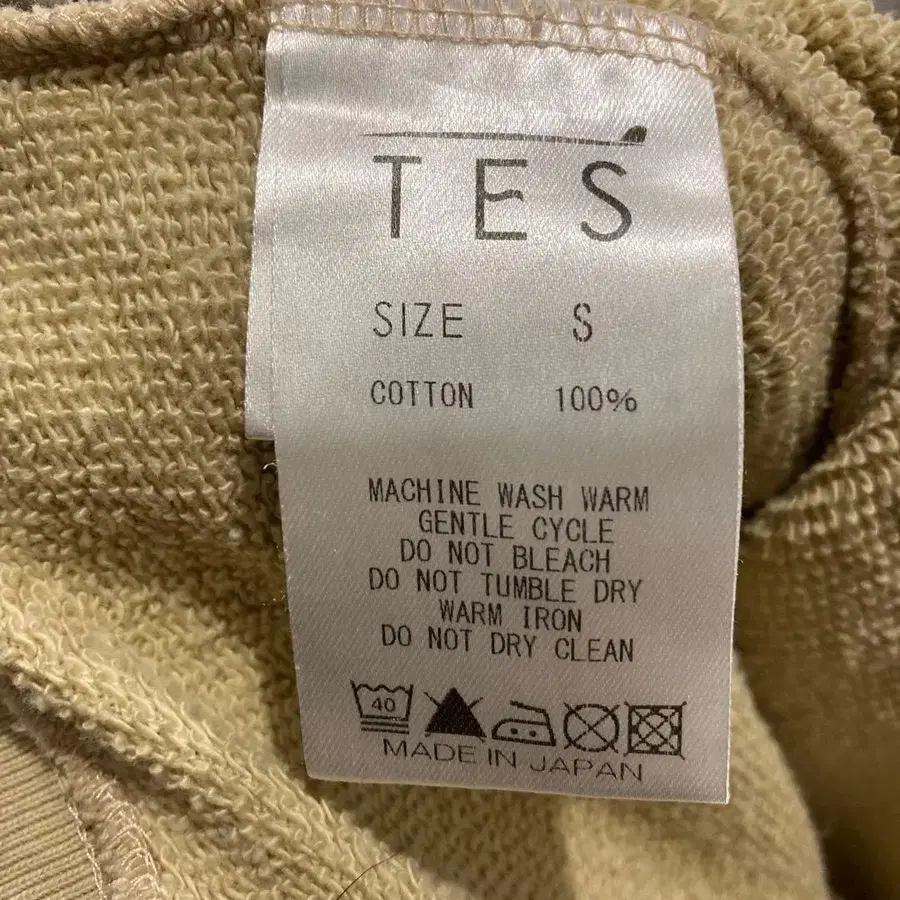 TES
SIZE S
COTTON 100%
MACHINE WASH WARM
GENTLE CYCLE
DO NOT BLEACH
DO NOT TUMBLE DRY
WARM IRON
DO NOT DRY CLEAN
40
MADE IN JAPAN